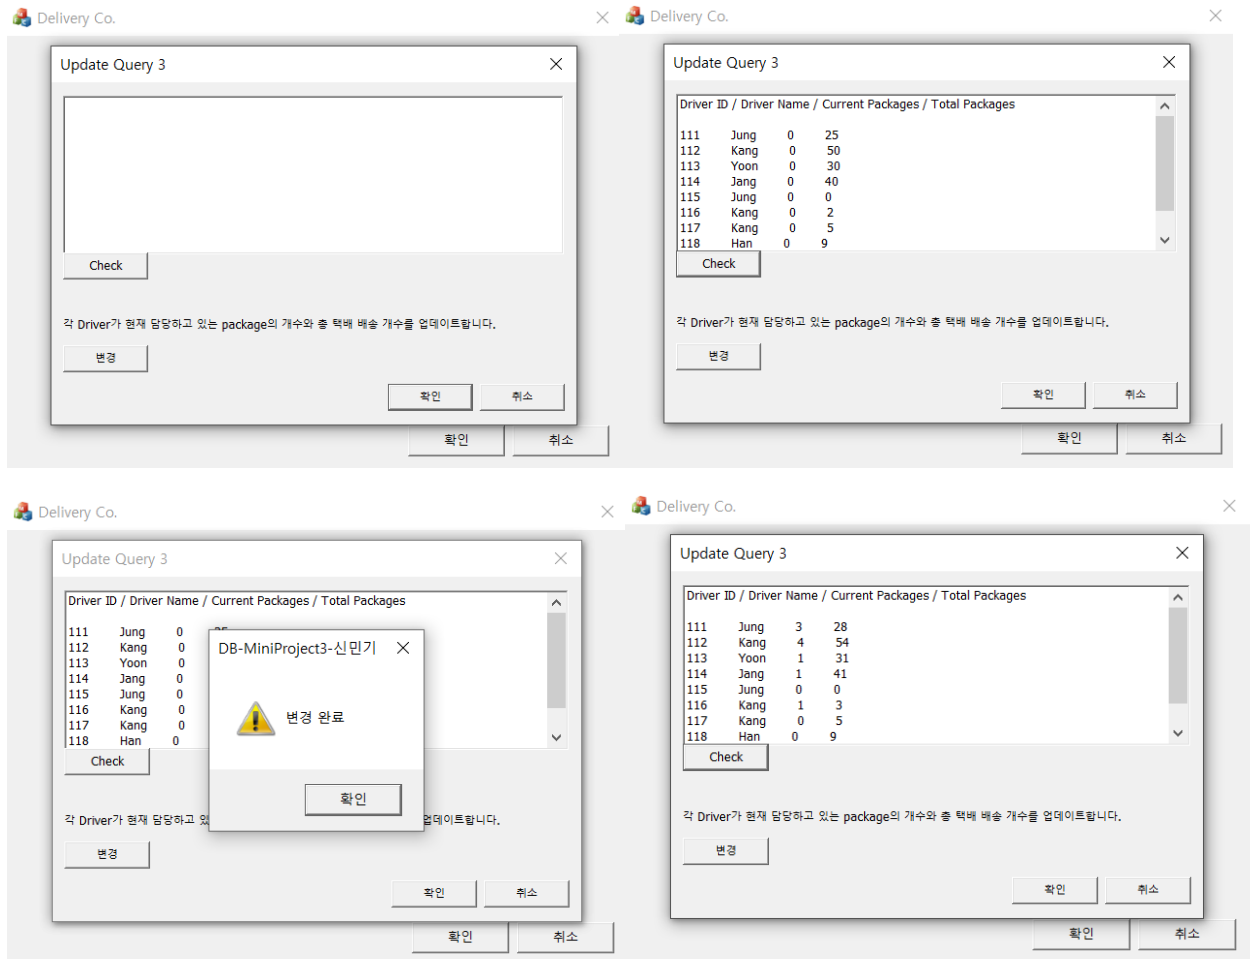 Delivery Co.
Update Query 3
Check
각 Driver가 현재 담당하고 있는 package의 개수와 총 택배 배송 개수를 업데이트합니다.
변경
확인 취소
확인 취소
Delivery Co.
Update Query 3
Driver ID / Driver Name / Current Packages / Total Packages
111 Jung 0 25
112 Kang 0 50
113 Yoon 0 30
114 Jang 0 40
115 Jung 0 0
116 Kang 0 2
117 Kang 0 5
118 Han 0 9
Check
각 Driver가 현재 담당하고 있는 package의 개수와 총 택배 배송 개수를 업데이트합니다.
변경
확인 취소
확인 취소
Delivery Co.
Update Query 3
Driver ID / Driver Name / Current Packages / Total Packages
111 Jung 0
112 Kang 0
113 Yoon 0
114 Jang 0
115 Jung 0
116 Kang 0
117 Kang 0
118 Han 0
DB-MiniProject3-신민기
변경 완료
확인
Check
각 Driver가 현재 담당하고 업데이트합니다.
변경
확인 취소
확인 취소
Delivery Co.
Update Query 3
Driver ID / Driver Name / Current Packages / Total Packages
111 Jung 3 28
112 Kang 4 54
113 Yoon 1 31
114 Jang 1 41
115 Jung 0 0
116 Kang 1 3
117 Kang 0 5
118 Han 0 9
Check
각 Driver가 현재 담당하고 있는 package의 개수와 총 택배 배송 개수를 업데이트합니다.
변경
확인 취소
확인 취소